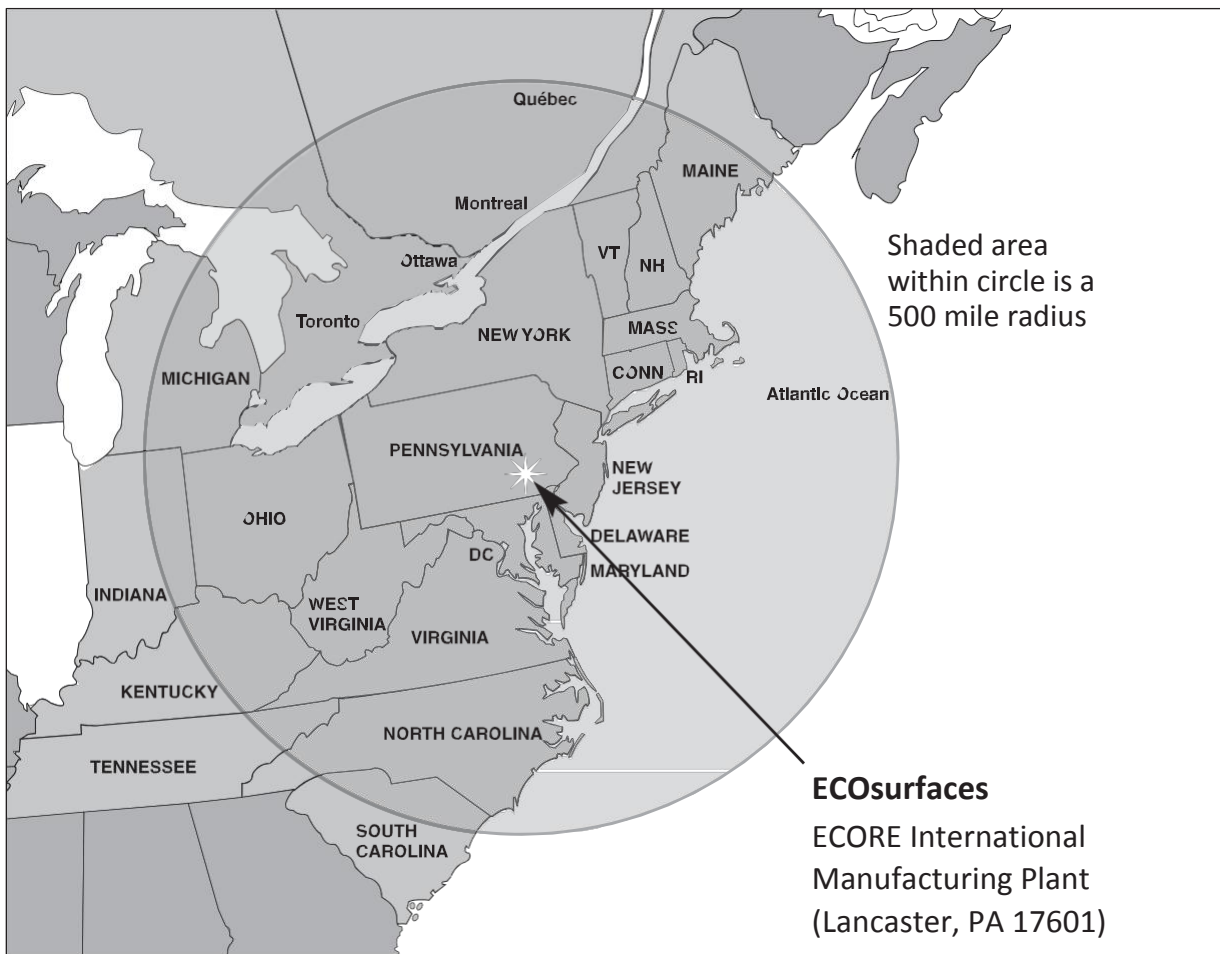 Québec
MAINE
Montreal
Shaded area
within circle is a
500 mile radius
VT
NH
Ottawa
Toronto
NEW YORK
MASS
CONN
RI
MICHIGAN
Atlantic Ocean
PENNSYLVANIA
NEW
JERSEY
OHIO
DELAWARE
DC
MARYLAND
INDIANA
WEST
VIRGINIA
VIRGINIA
KENTUCKY
NORTH CAROLINA
TENNESSEE
ECOsurfaces
ECORE International
Manufacturing Plant
(Lancaster, PA 17601)
SOUTH
CAROLINA